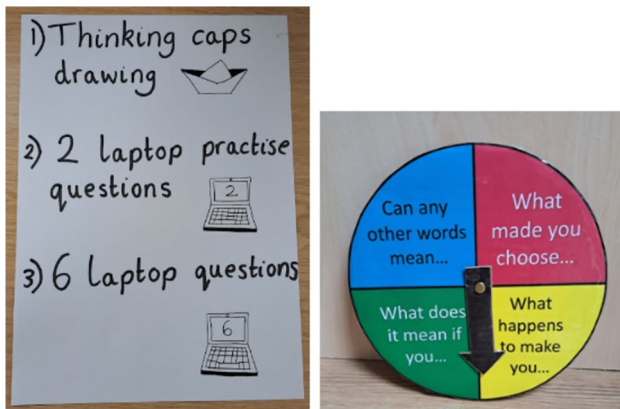 1) Thinking caps
drawing
2) 2 laptop practise
questions
2
3) 6 laptop questions
6
Can any
other words
mean...
What
made you
choose...
What does
it mean if
you...
What
happens
to make
you...